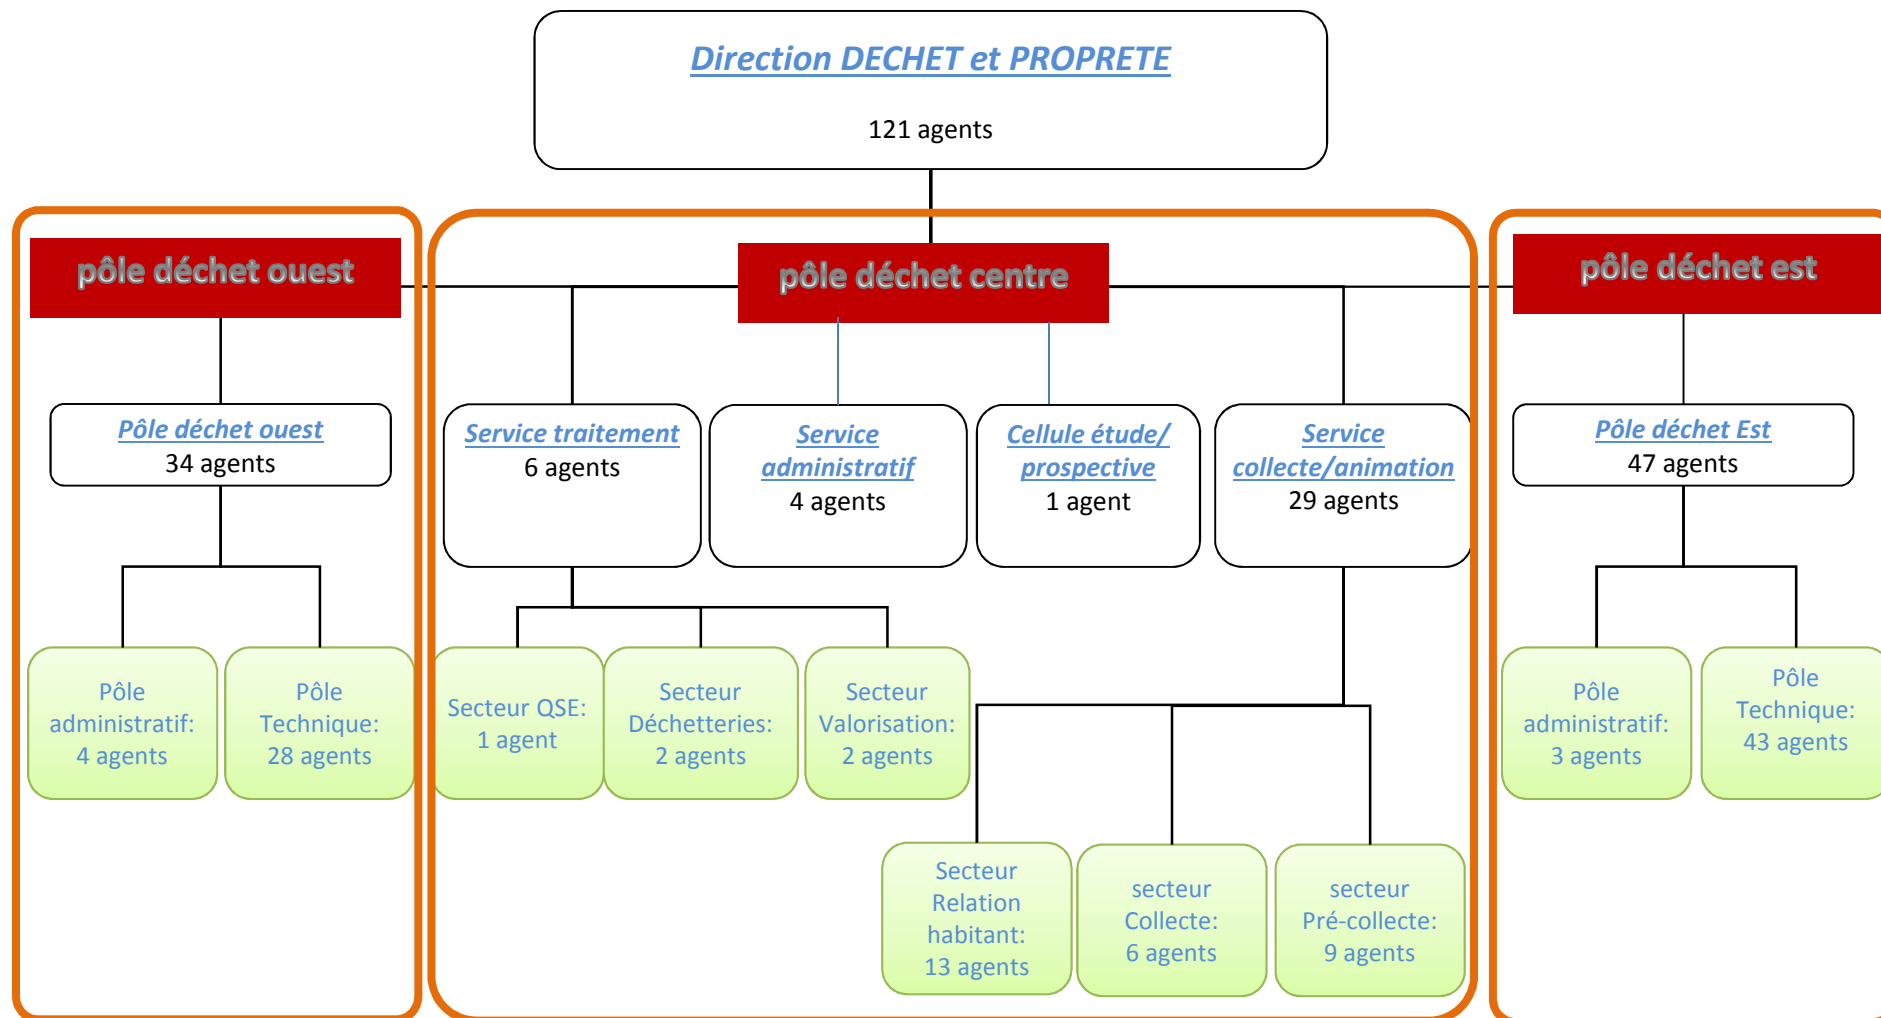 Direction DECHET et PROPRETE
121 agents
pôle déchet ouest
pôle déchet centre
pôle déchet est
Pôle déchet ouest
34 agents
Service traitement
6 agents
Service
administratif
4 agents
Cellule étude/
prospective
1 agent
Service
collecte/animation
29 agents
Pôle déchet Est
47 agents
Pôle
administratif:
4 agents
Pôle
Technique:
28 agents
Secteur QSE:
1 agent
Secteur
Déchetteries:
2 agents
Secteur
Valorisation:
2 agents
Pôle
administratif:
3 agents
Pôle
Technique:
43 agents
Secteur
Relation
habitant:
13 agents
secteur
Collecte:
6 agents
secteur
Pré-collecte:
9 agents